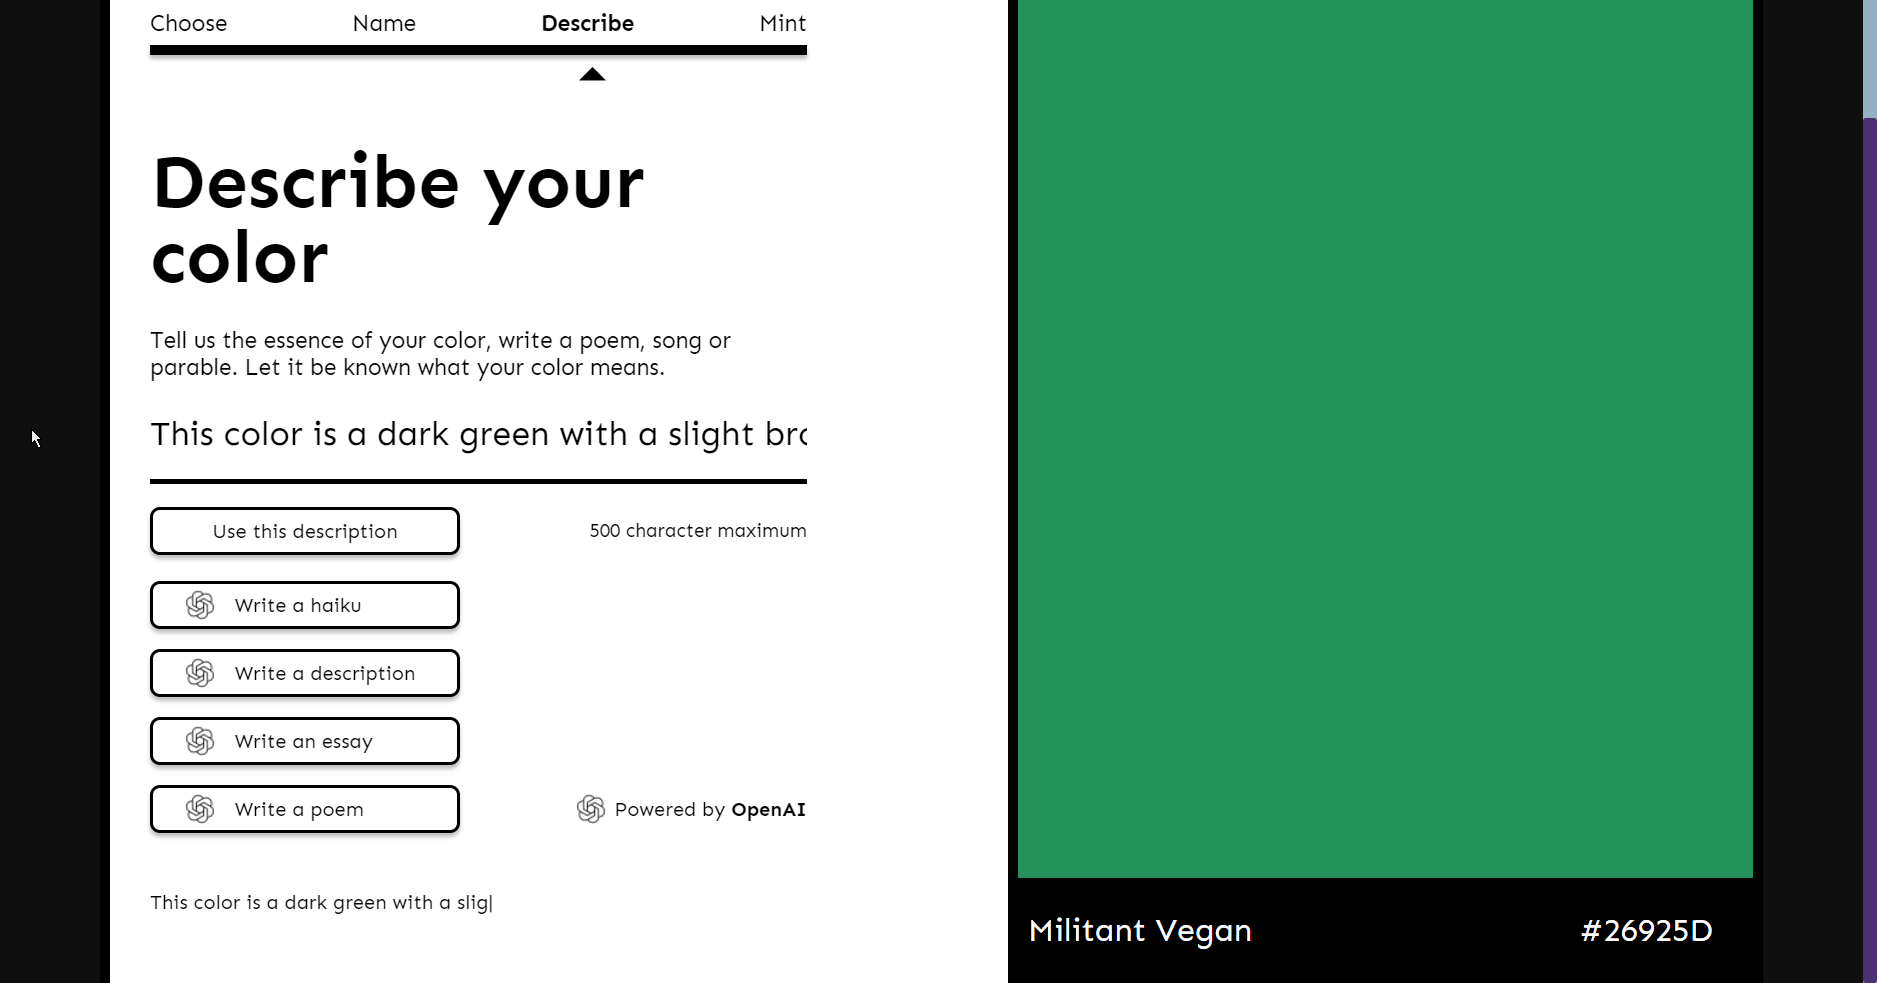 Choose Name Describe Mint
Describe your
color
Tell us the essence of your color, write a poem, song or
parable. Let it be known what your color means.
This color is a dark green with a slight
Use this description
500 character maximum
Write a haiku
Write a description
Write an essay
Write a poem
Powered by OpenAI
This color is a dark green with a slig
Militant Vegan
#26925D